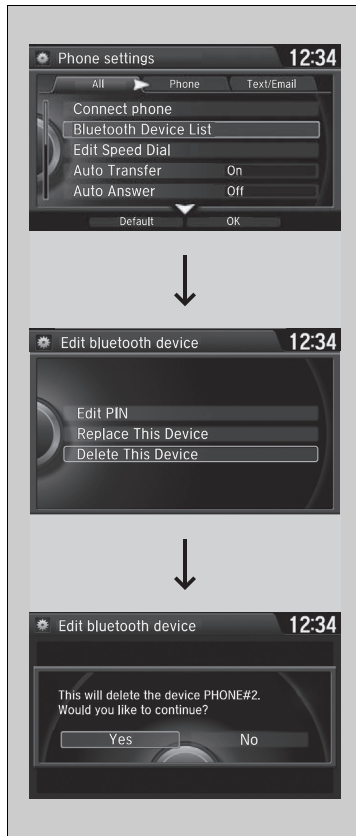 Phone settings 12:34
All Phone Text/Email
Connect phone
Bluetooth Device List
Edit Speed Dial
Auto Transfer On
Auto Answer Off
Default OK
Edit bluetooth device 12:34
Edit PIN
Replace This Device
Delete This Device
Edit bluetooth device 12:34
This will delete the device PHONE#2.
Would you like to continue?
Yes No